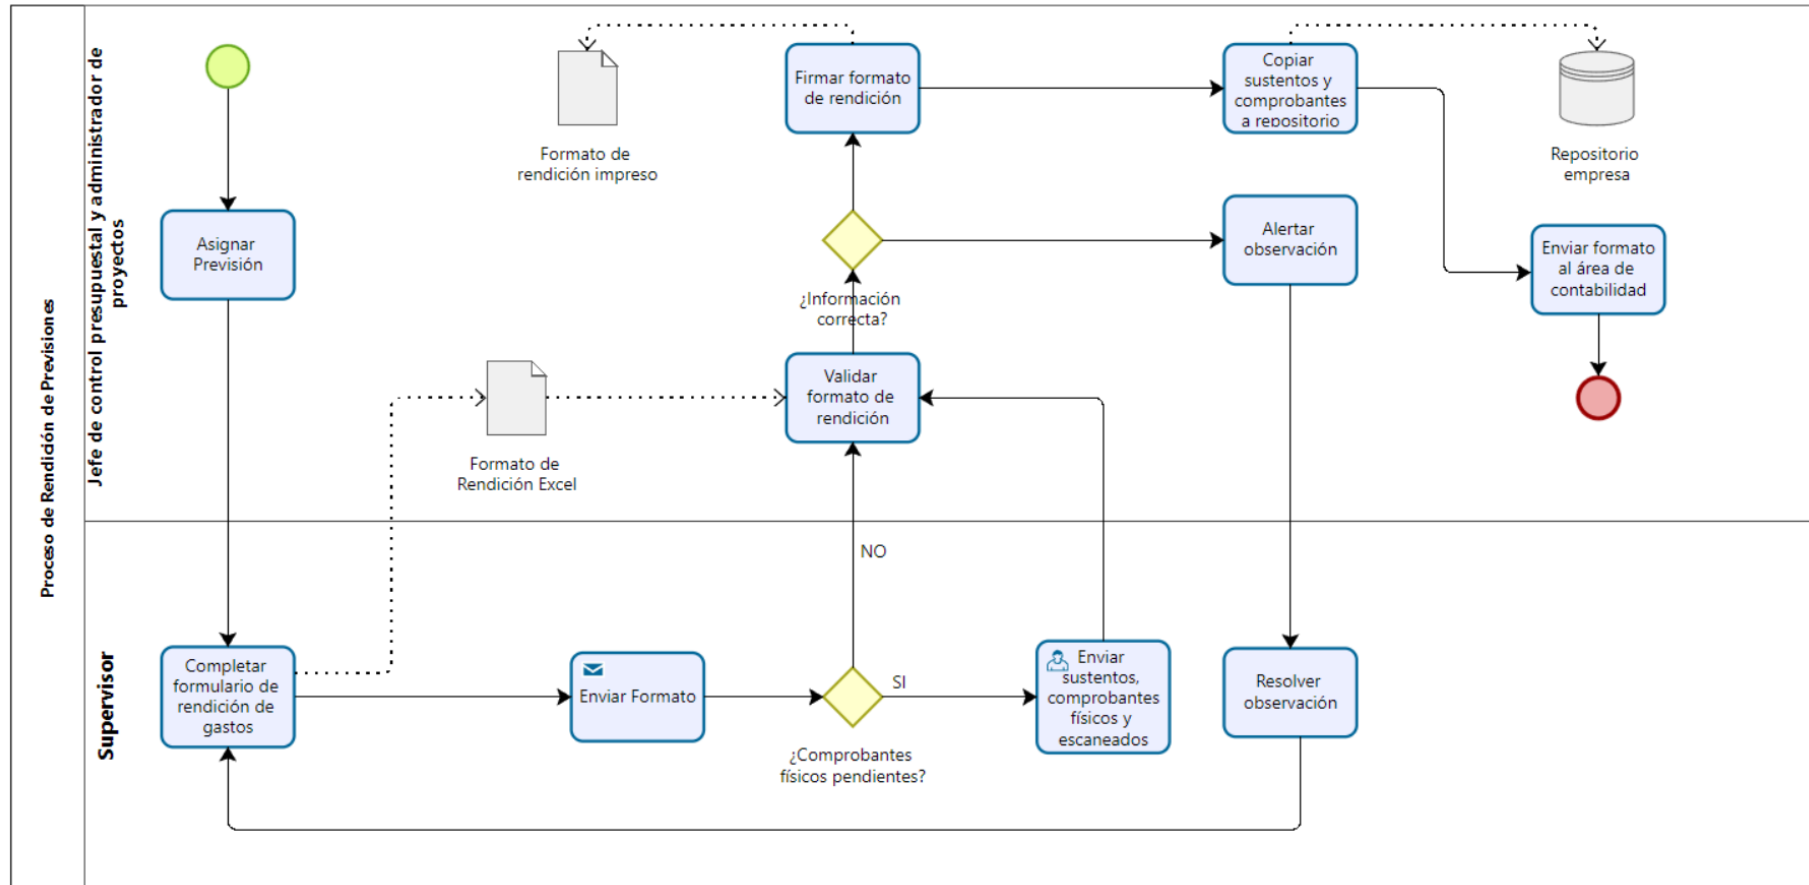 Proceso de Rendición de Previsiones
Jefe de control presupuestal y administrador de
proyectos
Asignar
Previsión
Formato de
rendición impreso
Firmar formato
de rendición
Copiar
sustentos y
comprobantes
a repositorio
Repositorio
empresa
¿Información
correcta?
Alertar
observación
Enviar formato
al área de
contabilidad
Formato de
Rendición Excel
Validar
formato de
rendición
Supervisor
Completar
formulario de
rendición de
gastos
Enviar Formato
NO
SI
¿Comprobantes
físicos pendientes?
Enviar
sustentos,
comprobantes
físicos y
escaneados
Resolver
observación